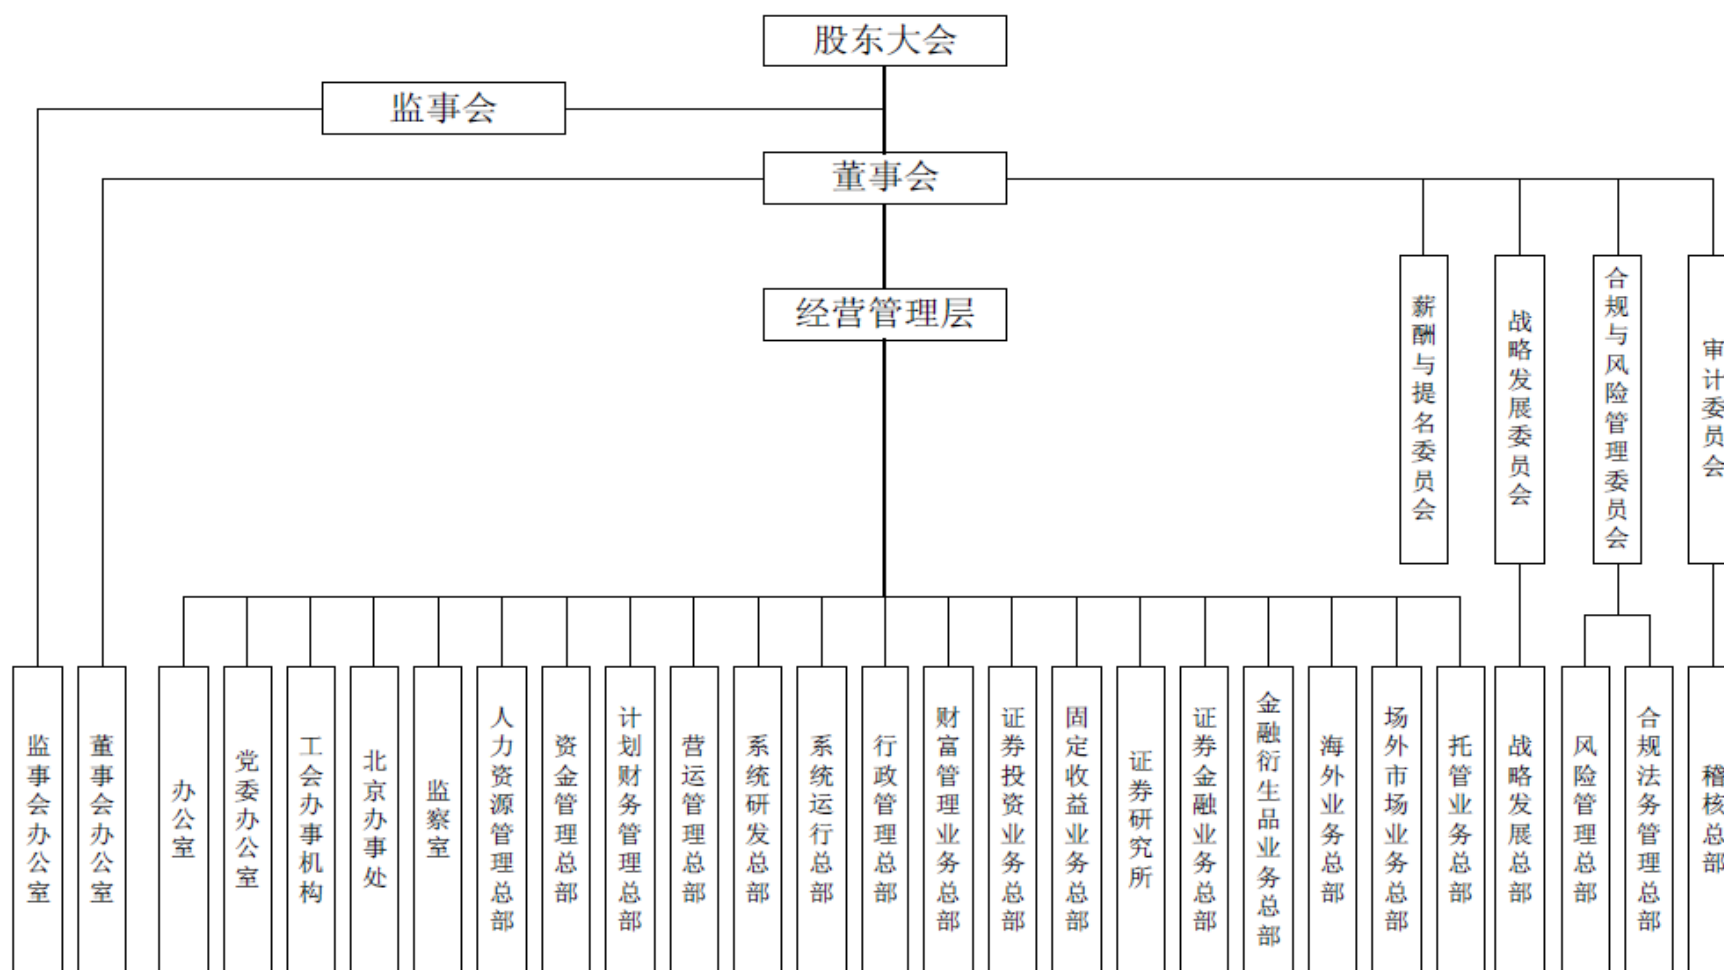 股东大会
监事会
董事会
经营管理层
薪酬与提名委员会
战略发展委员会
合规与风险管理委员会
审计委员会
监事会办公室
董事会办公室
办公室
党委办公室
工会办事机构
北京办事处
监察室
人力资源管理总部
资金管理总部
计划财务管理总部
营运管理总部
系统研发总部
系统运行总部
行政管理总部
财富管理业务总部
证券投资业务总部
固定收益业务总部
证券研究所
证券金融业务总部
金融衍生品业务总部
海外业务总部
场外市场业务总部
托管业务总部
战略发展总部
风险管理总部
合规法务管理总部
稽核总部